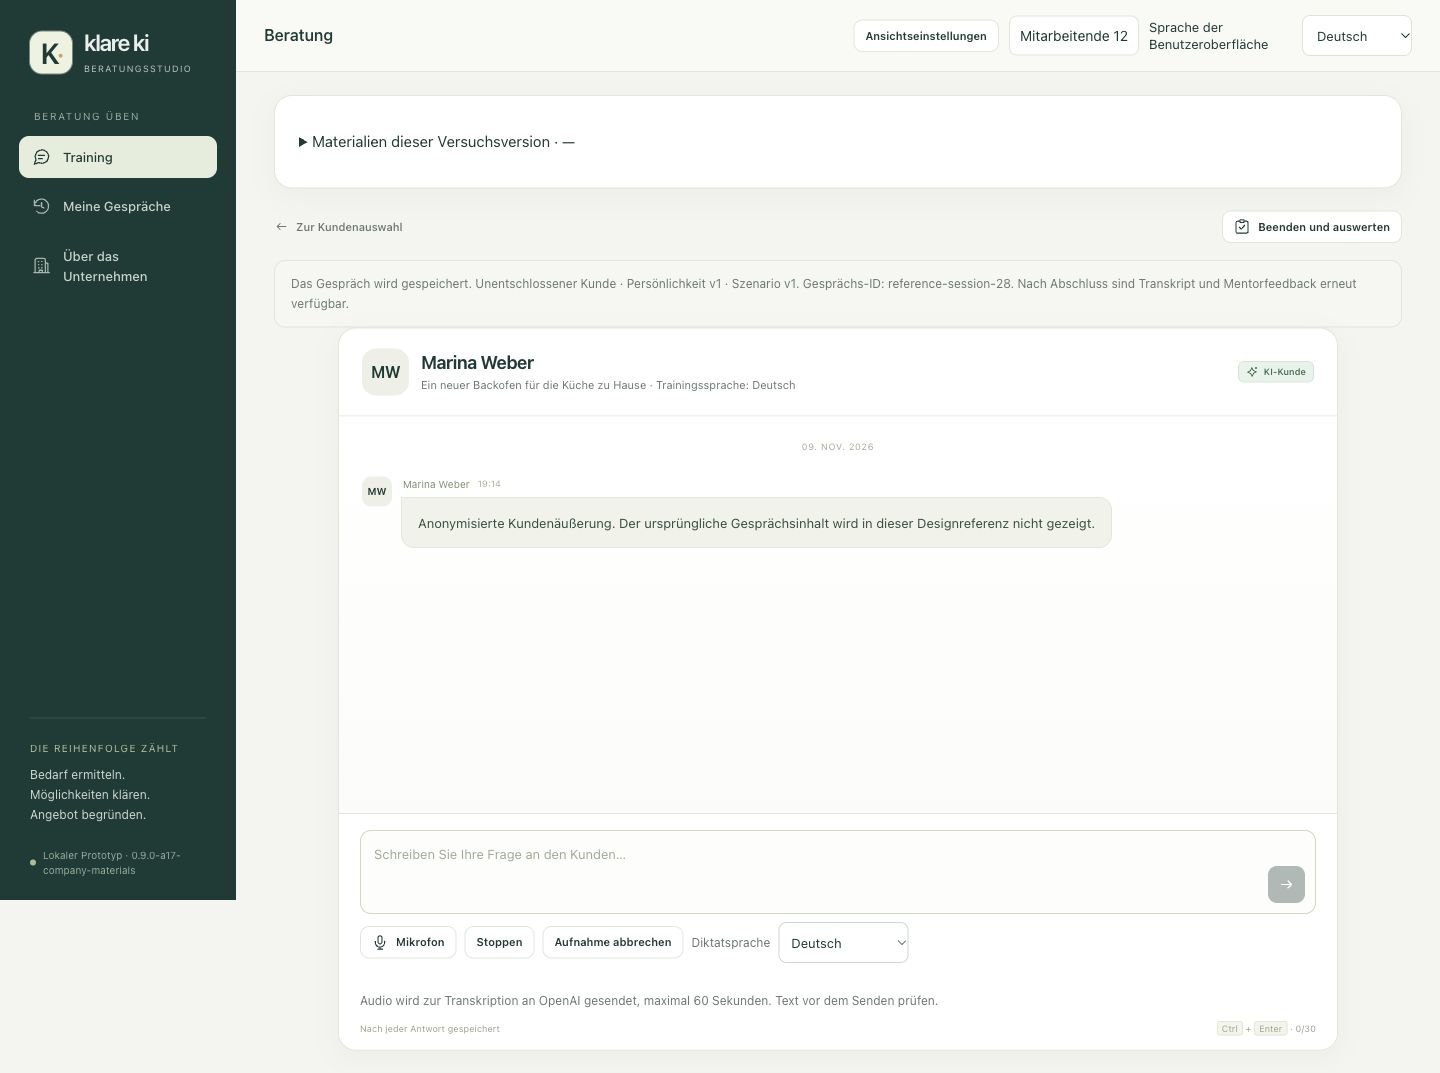 K
klare ki
BERATUNGSSTUDIO
BERATUNG ÜBEN
Training
Meine Gespräche
Über das
Unternehmen
DIE REIHENFOLGE ZÄHLT
Bedarf ermitteln.
Möglichkeiten klären.
Angebot begründen.
Lokaler Prototyp · 0.9.0-a17-
company-materials
Beratung
Ansichtseinstellungen
Mitarbeitende 12
Sprache der
Benutzeroberfläche
Deutsch
Materialien dieser Versuchsversion · —
Zur Kundenauswahl
Beenden und auswerten
Das Gespräch wird gespeichert. Unentschlossener Kunde · Persönlichkeit v1 · Szenario v1. Gesprächs-ID: reference-session-28. Nach Abschluss sind Transkript und Mentorfeedback erneut
verfügbar.
MW
Marina Weber
Ein neuer Backofen für die Küche zu Hause · Trainingssprache: Deutsch
KI-Kunde
09. NOV. 2026
MW
Marina Weber 19:14
Anonymisierte Kundenäußerung. Der ursprüngliche Gesprächsinhalt wird in dieser Designreferenz nicht gezeigt.
Schreiben Sie Ihre Frage an den Kunden…
Mikrofon
Stoppen
Aufnahme abbrechen
Diktatsprache
Deutsch
Audio wird zur Transkription an OpenAI gesendet, maximal 60 Sekunden. Text vor dem Senden prüfen.
Nach jeder Antwort gespeichert
Ctrl + Enter · 0/30